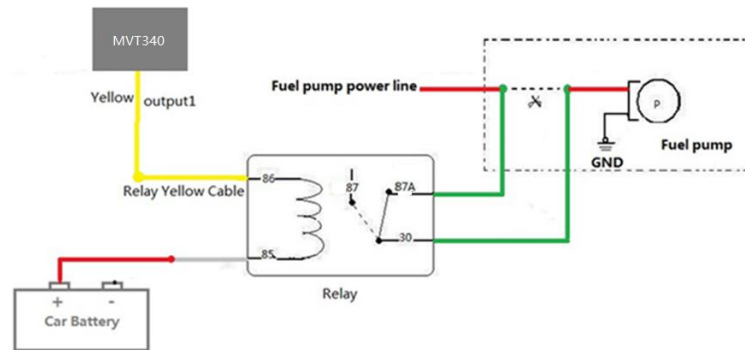 MVT340
Yellow output1
Fuel pump power line
P
Fuel pump
GND
Relay Yellow Cable
86
87
87A
30
85
Relay
+ -
Car Battery